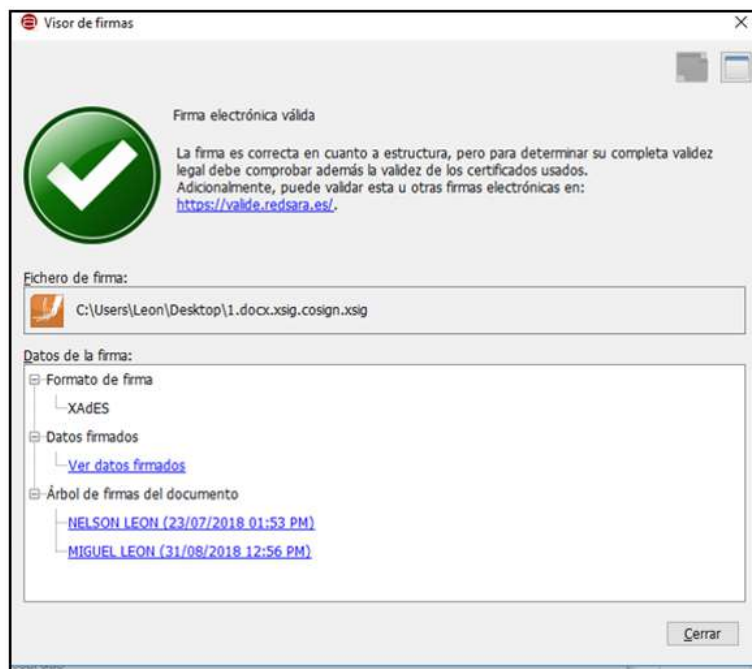 Visor de firmas
Firma electrónica válida
La firma es correcta en cuanto a estructura, pero para determinar su completa validez
legal debe comprobar además la validez de los certificados usados.
Adicionalmente, puede validar esta u otras firmas electrónicas en:
https://valide.redsara.es/.
Fichero de firma:
C:\Users\Leon\Desktop\1.docx.xsig.cosign.xsig
Datos de la firma:
Formato de firma
XAdES
Datos firmados
Ver datos firmados
Árbol de firmas del documento
NELSON LEON (23/07/2018 01:53 PM)
MIGUEL LEON (31/08/2018 12:56 PM)
Cerrar